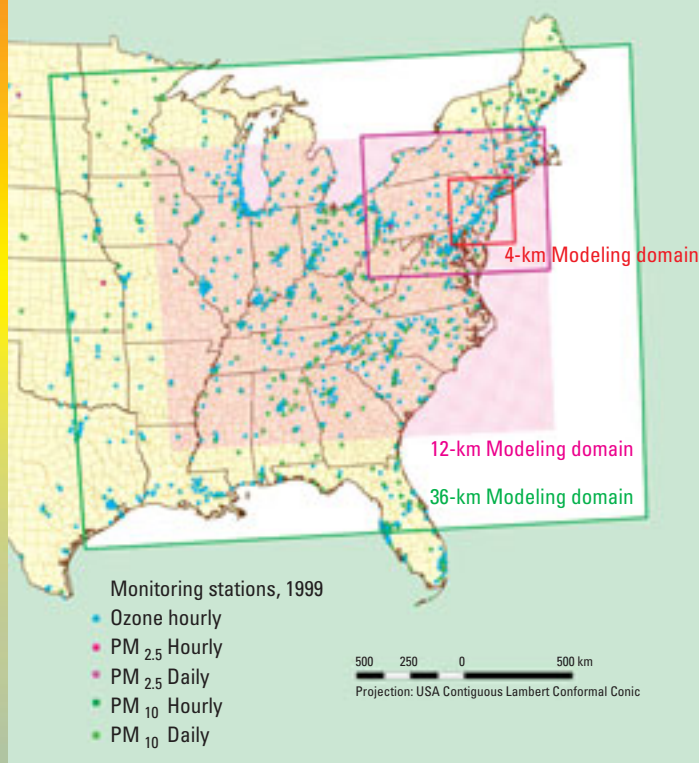 4-km Modeling domain
12-km Modeling domain
36-km Modeling domain
Monitoring stations, 1999
Ozone hourly
PM 2.5 Hourly
PM 2.5 Daily
PM 10 Hourly
PM 10 Daily
500 250 0 500 km
Projection: USA Contiguous Lambert Conformal Conic